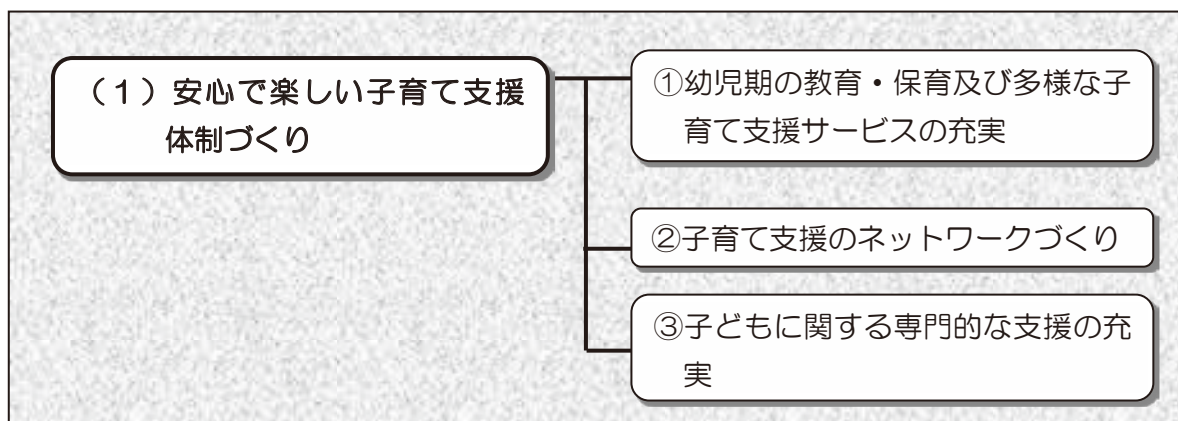 （１）安心で楽しい子育て支援
体制づくり
①幼児期の教育・保育及び多様な子
育て支援サービスの充実
②子育て支援のネットワークづくり
③子どもに関する専門的な支援の充
実